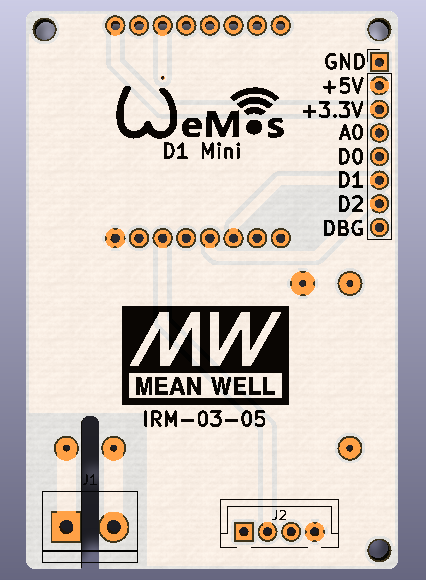 GND
+5V
+3.3V
WeMos
A0
D1 Mini
D0
D1
D2
DBG
MW
MEAN WELL
IRM-03-05
J1
J2